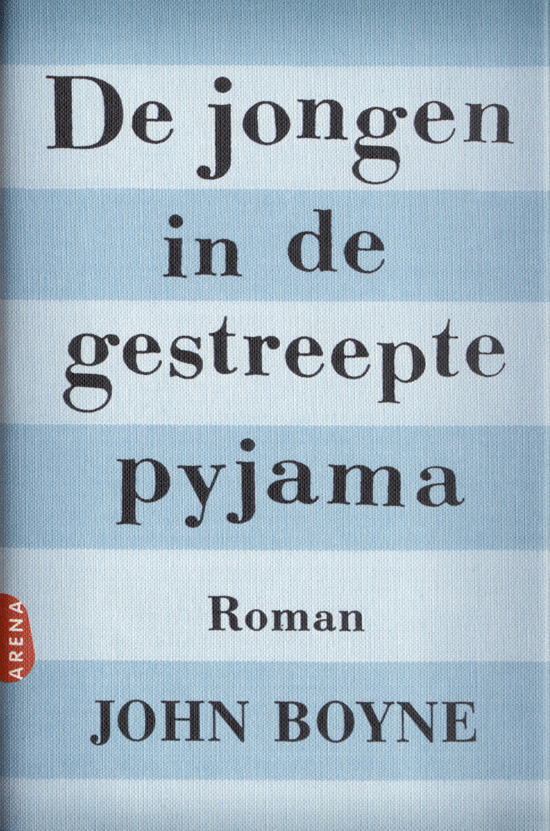 De jongen
in de
gestreepte
pyjama
Roman
ARENA
JOHN BOYNE